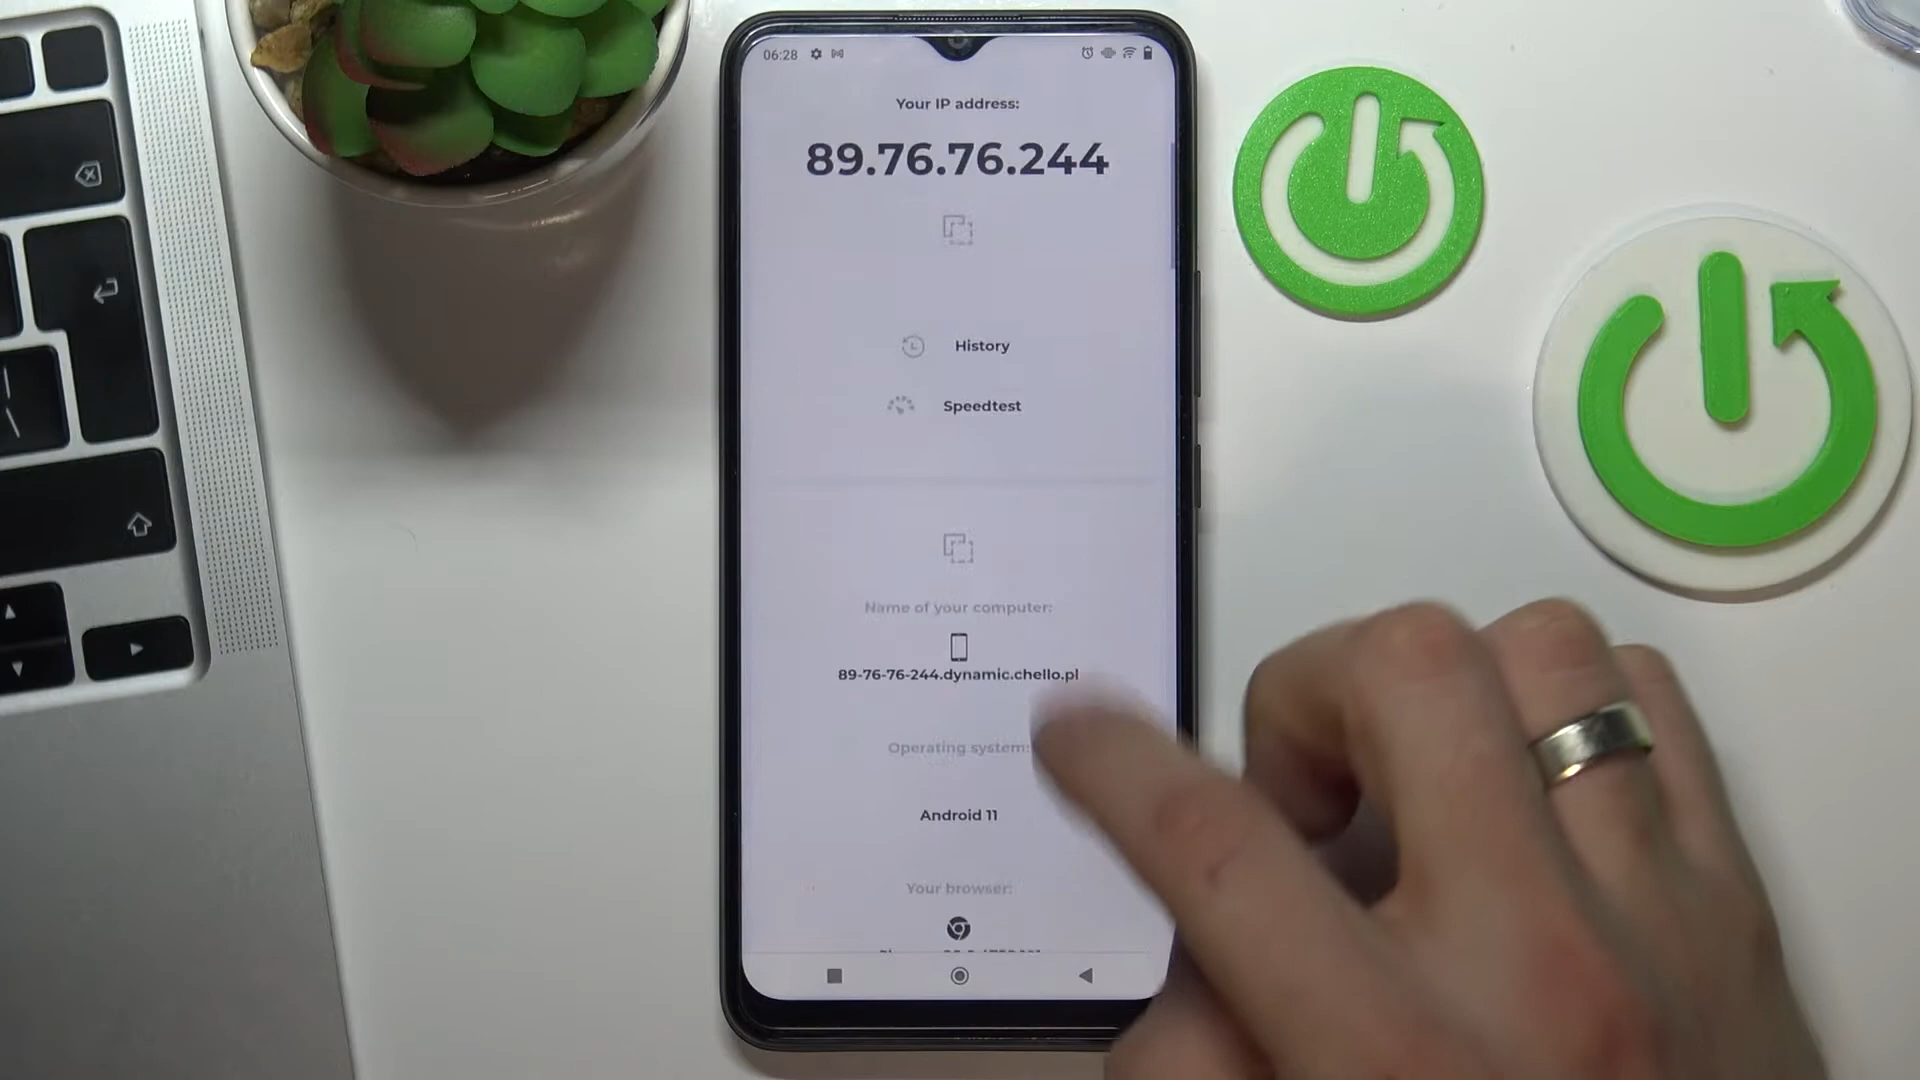 06:28
Your IP address:
89.76.76.244
History
Speedtest
Name of your computer:
89-76-76-244.dynamic.chello.pl
Operating system:
Android 11
Your browser: